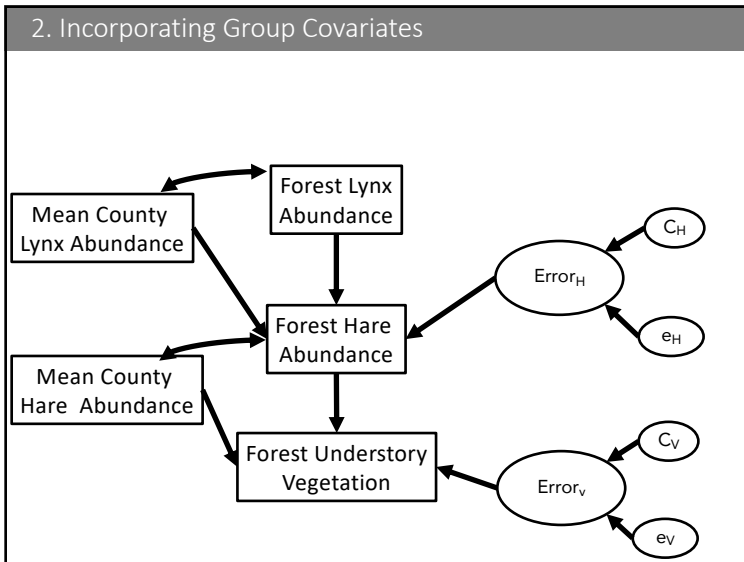 2. Incorporating Group Covariates
Forest Lynx
Abundance
Mean County
Lynx Abundance
C_H
Error_H
e_H
Forest Hare
Abundance
Mean County
Hare  Abundance
Forest Understory
Vegetation
C_V
Error_v
e_V